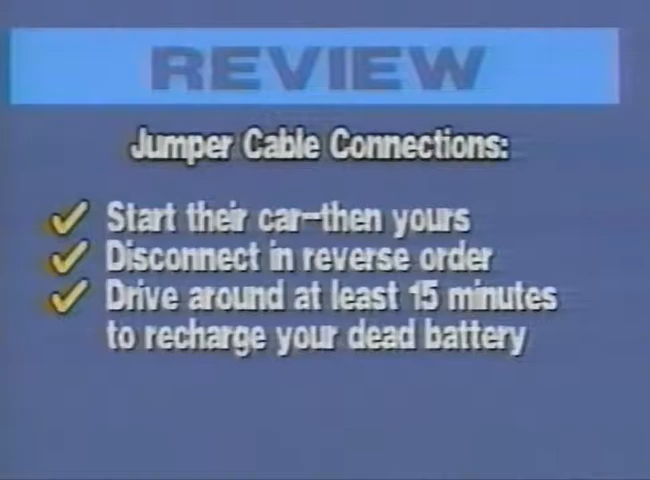 REVIEW
Jumper Cable Connections:
Start their car–then yours
Disconnect in reverse order
Drive around at least 15 minutes
to recharge your dead battery